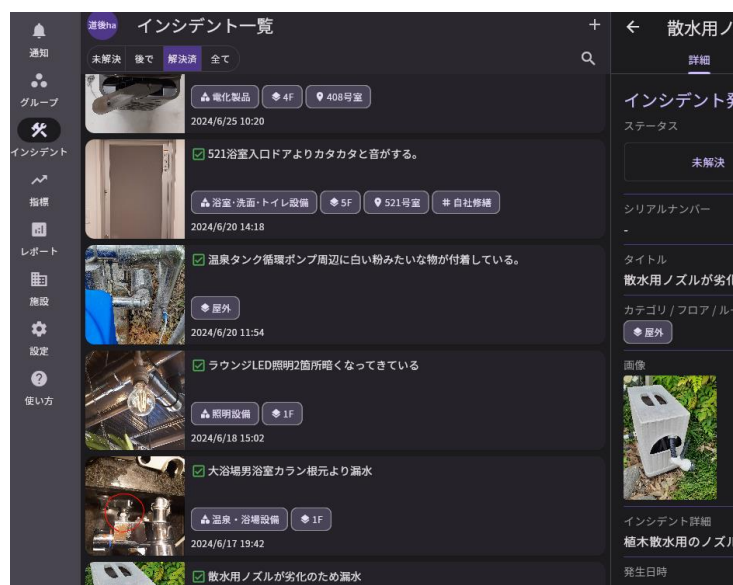 通知
グループ
インシデント
指標
レポート
施設
設定
使い方
道後ha
インシデント一覧
+
未解決 後で 解決済 全て
電化製品 4F 408号室
2024/6/25 10:20
521浴室入口ドアよりカタカタと音がする。
浴室・洗面・トイレ設備 5F 521号室 # 自社修繕
2024/6/20 14:18
温泉タンク循環ポンプ周辺に白い粉みたいな物が付着している。
屋外
2024/6/20 11:54
ラウンジLED照明2箇所暗くなってきている
照明設備 1F
2024/6/18 15:02
大浴場男浴室カラン根元より漏水
温泉・浴場設備 1F
2024/6/17 19:42
散水用ノズルが劣化のため漏水
← 散水用ノ
詳細
インシデント発
ステータス
未解決
シリアルナンバー
-
タイトル
散水用ノズルが劣化
カテゴリ / フロア / ルー
屋外
画像
インシデント詳細
植木散水用のノズル
発生日時